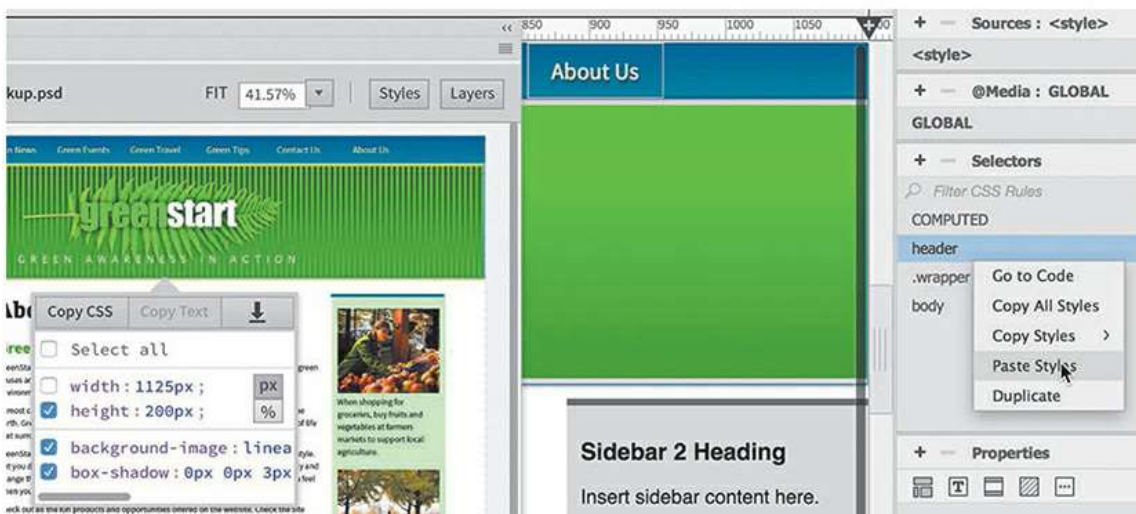 850 900 950 1000 1050
kup.psd
FIT 41.57%
Styles
Layers
Green Events
Green Travel
Green Tips
Contact Us
About Us
greenstart
GREEN AWARENESS IN ACTION
Copy CSS
Copy Text
Select all
width : 1125px ;
px
height : 200px ;
%
background-image : linea
box-shadow : 0px 0px 3px
When shopping for
groceries, buy fruits and
vegetables at farmers
markets to support local
agriculture.
About Us
Sidebar 2 Heading
Insert sidebar content here.
+ — Sources : <style>
<style>
+ — @Media : GLOBAL
GLOBAL
+ — Selectors
Filter CSS Rules
COMPUTED
header
.wrapper
body
Go to Code
Copy All Styles
Copy Styles >
Paste Styles
Duplicate
+ — Properties